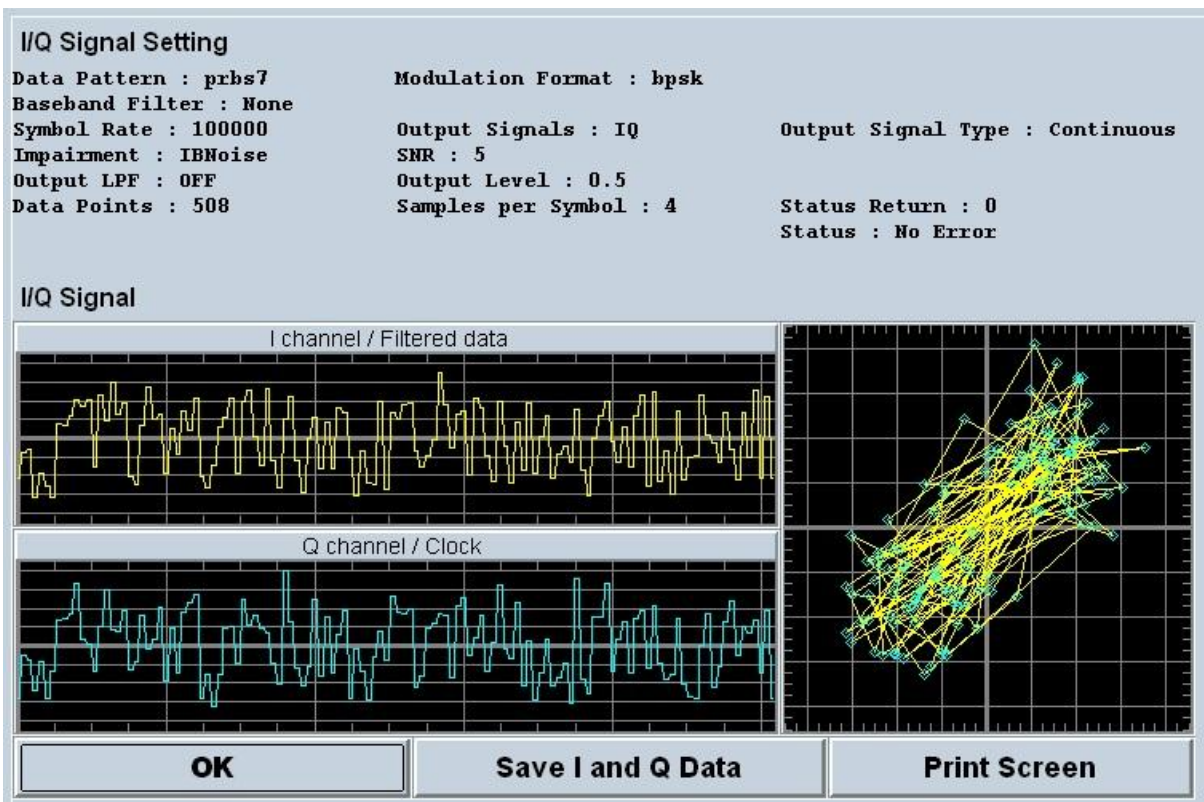 I/Q Signal Setting
Data Pattern : prbs7 Modulation Format : bpsk
Baseband Filter : None
Symbol Rate : 100000 Output Signals : IQ Output Signal Type : Continuous
Impairment : IBNoise SNR : 5
Output LPF : OFF Output Level : 0.5
Data Points : 508 Samples per Symbol : 4 Status Return : 0
Status : No Error
I/Q Signal
I channel / Filtered data
Q channel / Clock
OK Save I and Q Data Print Screen